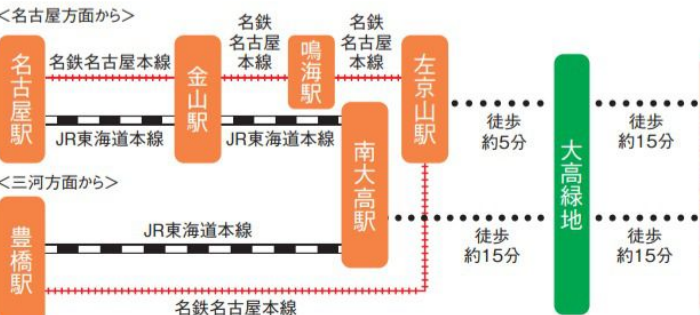 <名古屋方面から>
名古屋駅
名鉄名古屋本線
金山駅
名鉄
名古屋
本線
鳴海駅
名鉄
名古屋
本線
左京山駅
JR東海道本線
JR東海道本線
南大高駅
徒歩
約5分
大高緑地
徒歩
約15分
<三河方面から>
豊橋駅
JR東海道本線
名鉄名古屋本線
徒歩
約15分
徒歩
約15分